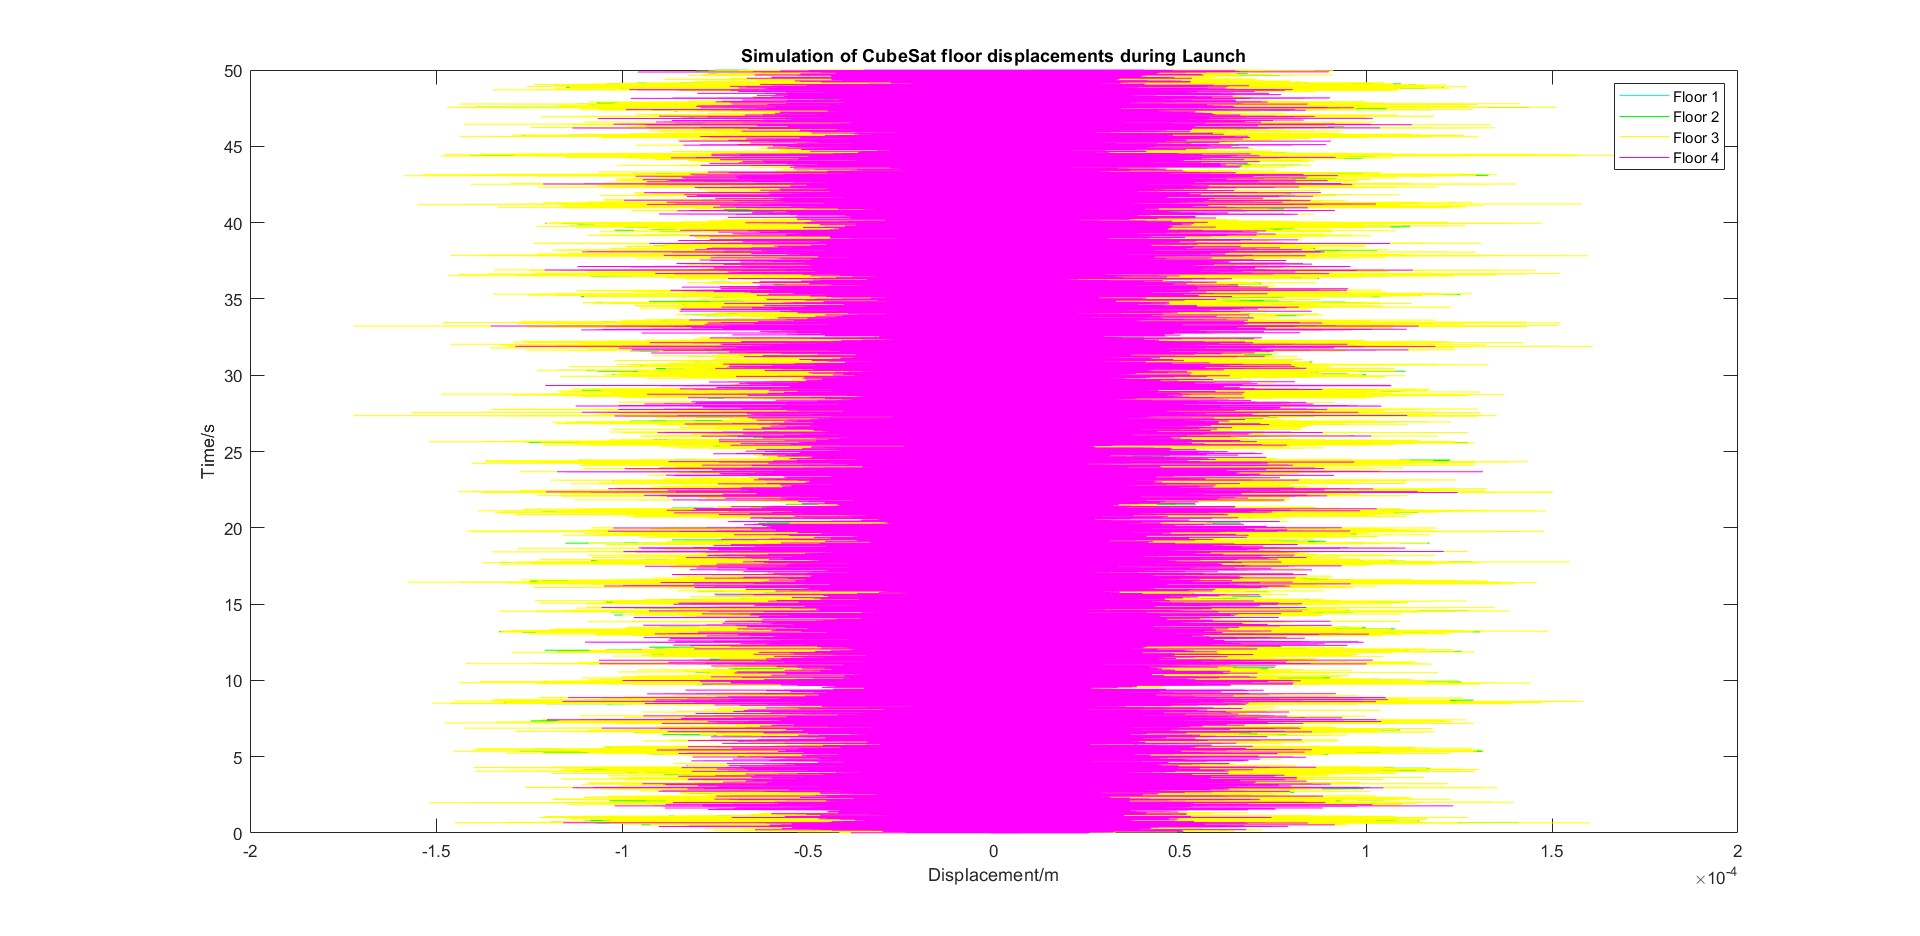 Simulation of CubeSat floor displacements during Launch
50
45
40
35
30
25
20
15
10
5
0
Time/s
Floor 1
Floor 2
Floor 3
Floor 4
-2 -1.5 -1 -0.5 0 0.5 1 1.5 2
Displacement/m
×10⁻⁴